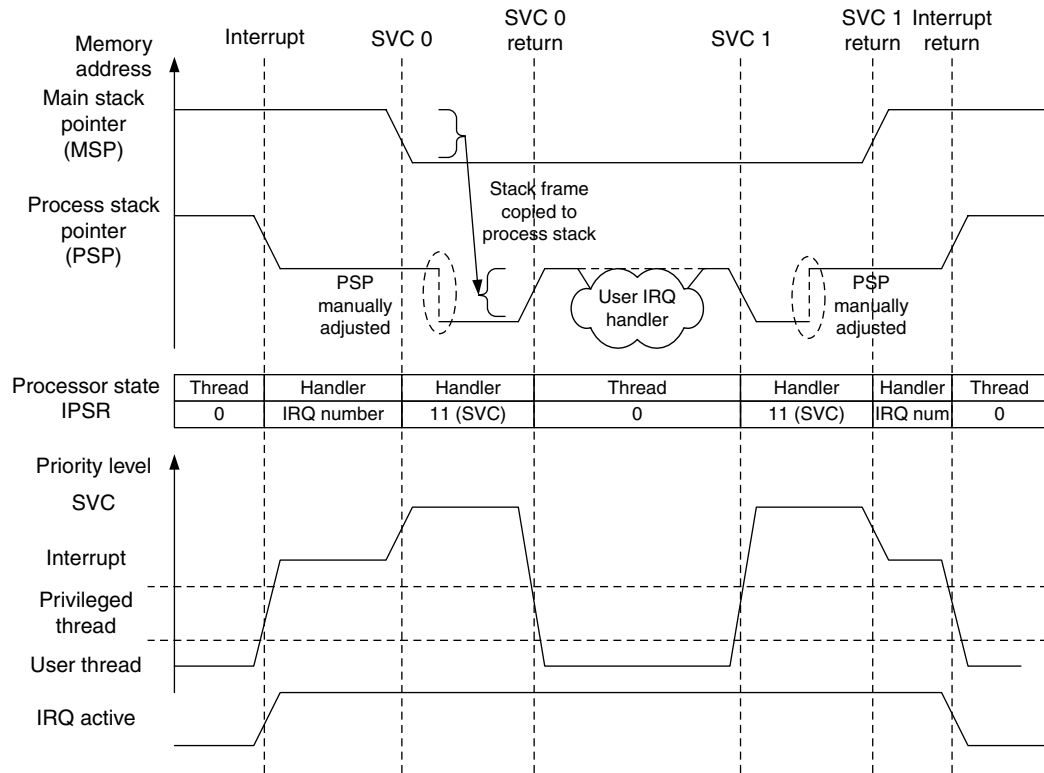 Interrupt
SVC 0
SVC 0
return
SVC 1
SVC 1
return
Interrupt
return
Memory
address
Main stack
pointer
(MSP)
Process stack
pointer
(PSP)
Stack frame
copied to
process stack
PSP
manually
adjusted
User IRQ
handler
PSP
manually
adjusted
Processor state
IPSR
Thread Handler Handler Thread Handler Handler Thread
0 IRQ number 11 (SVC) 0 11 (SVC) IRQ num 0
Priority level
SVC
Interrupt
Privileged
thread
User thread
IRQ active